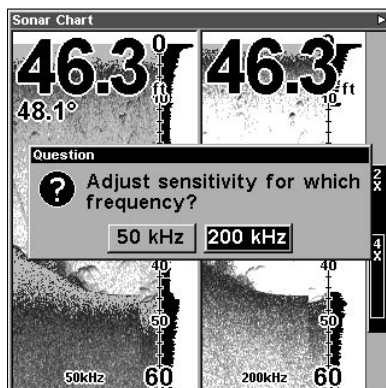 Sonar Chart
46.3 ft 0
46.3 ft 0
48.1°
10
10
Question
? Adjust sensitivity for which
frequency?
50 kHz 200 kHz
2X
4X
40
40
50
50
50kHz 60
200kHz 60